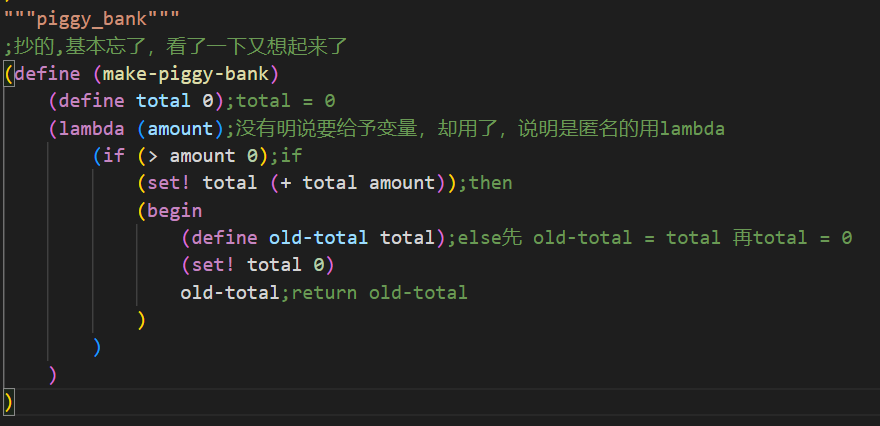 """piggy_bank"""
;抄的,基本忘了，看了一下又想起来了
(define (make-piggy-bank)
    (define total 0);total = 0
    (lambda (amount);没有明说要给予变量，却用了，说明是匿名的用lambda
        (if (> amount 0);if
            (set! total (+ total amount));then
            (begin
                (define old-total total);else先 old-total = total 再total = 0
                (set! total 0)
                old-total;return old-total
            )
        )
    )
)